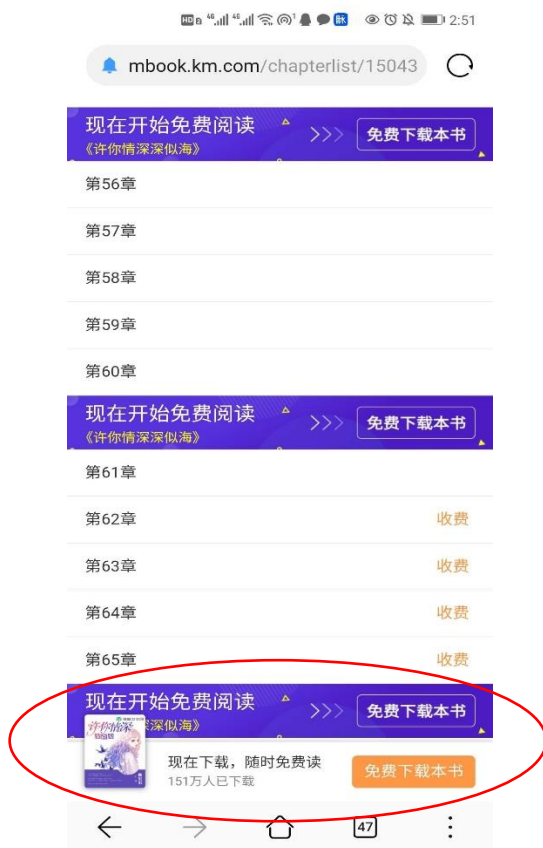 HD 46 46 脉 2:51
mbook.km.com/chapterlist/15043
现在开始免费阅读 >>> 免费下载本书
《许你情深深似海》
第56章
第57章
第58章
第59章
第60章
现在开始免费阅读 >>> 免费下载本书
《许你情深深似海》
第61章
第62章 收费
第63章 收费
第64章 收费
第65章 收费
现在开始免费阅读 >>> 免费下载本书
深似海》
许你情深
现在下载，随时免费读
151万人已下载
免费下载本书
47